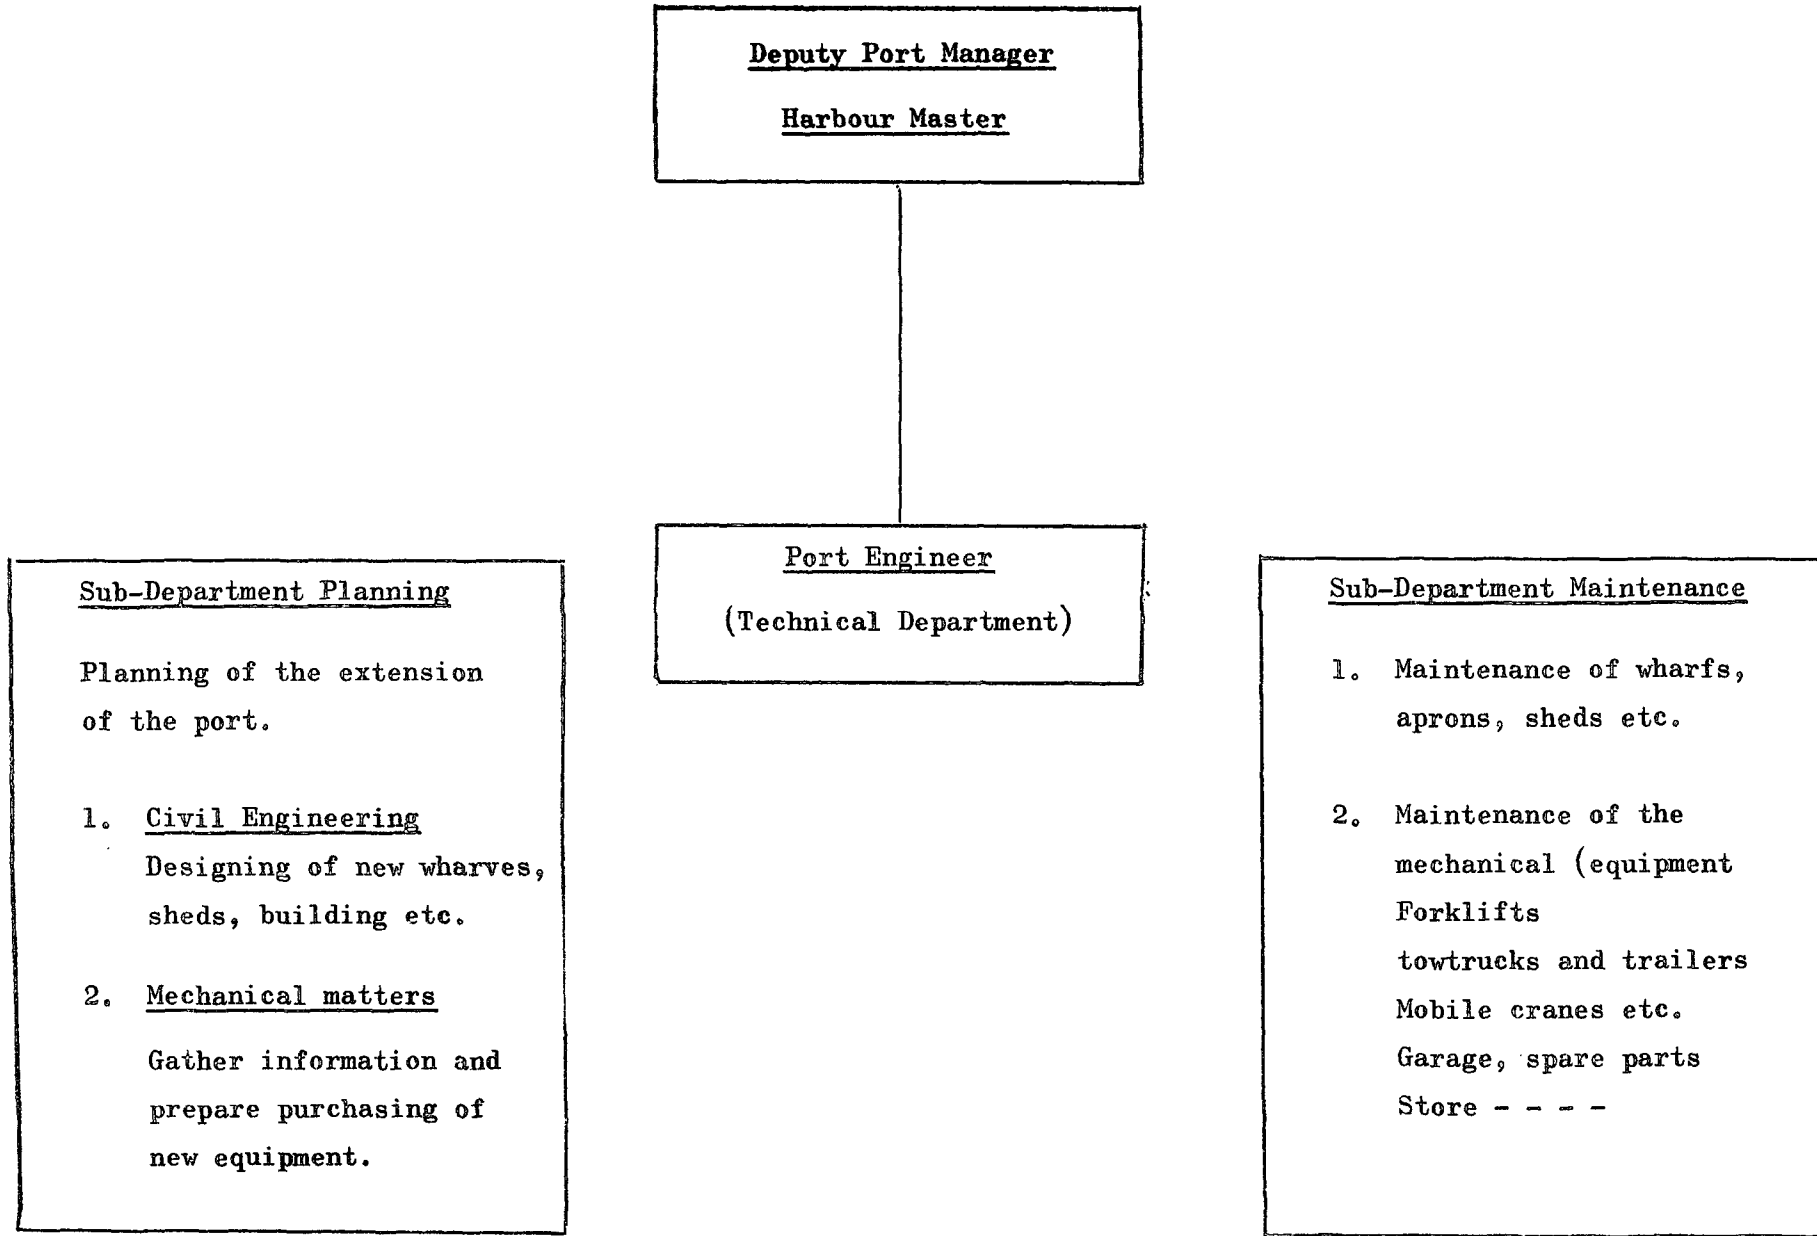 Deputy Port Manager
Harbour Master
Port Engineer
(Technical Department)
Sub-Department Planning
Planning of the extension
of the port.
1. Civil Engineering
Designing of new wharves,
sheds, building etc.
2. Mechanical matters
Gather information and
prepare purchasing of
new equipment.
Sub-Department Maintenance
1. Maintenance of wharfs,
aprons, sheds etc.
2. Maintenance of the
mechanical (equipment
Forklifts
towtrucks and trailers
Mobile cranes etc.
Garage, spare parts
Store - - - -